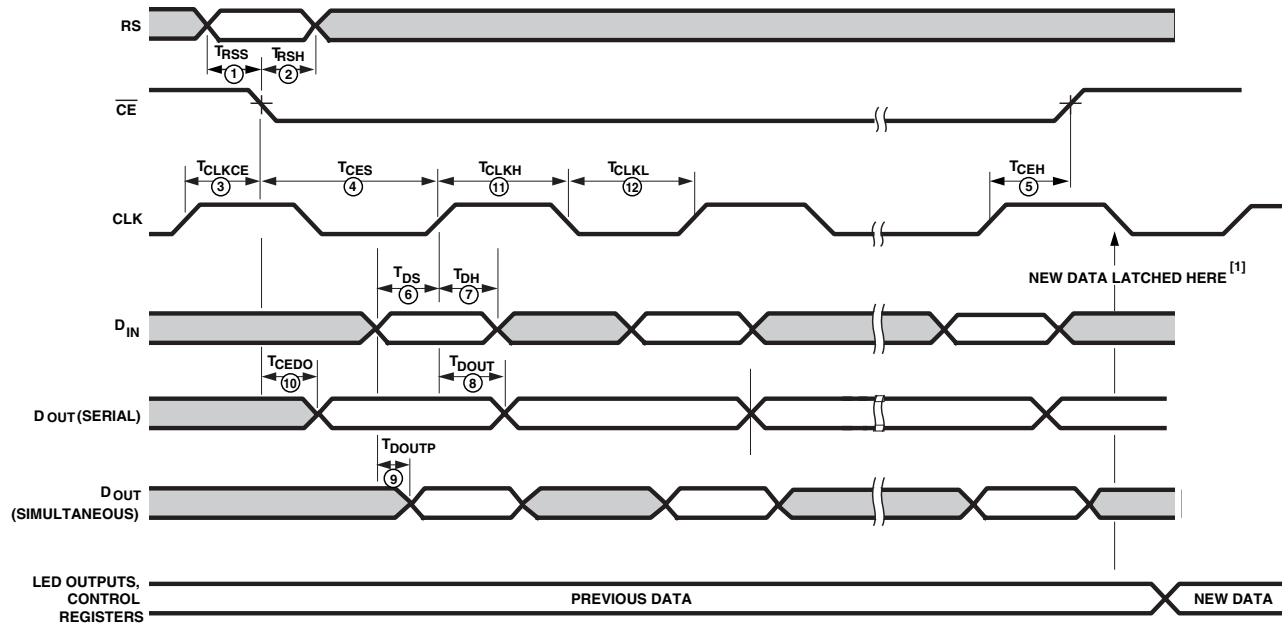 RS
TRSS
TRSH
1
2
CE
TCLKCE
TCES
TCLKH
TCLKL
TCEH
3
4
11
12
5
CLK
NEW DATA LATCHED HERE [1]
TDS
TDH
6
7
DIN
TCEDO
TDOUT
10
8
DOUT (SERIAL)
TDOUTP
9
DOUT
(SIMULTANEOUS)
LED OUTPUTS,
CONTROL
REGISTERS
PREVIOUS DATA
NEW DATA